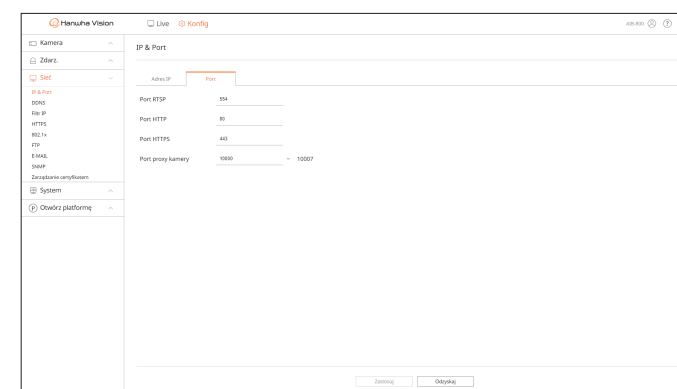 Hanwha Vision
Live
Konfig
AIB-800
?
Kamera
Zdarz.
Sieć
IP & Port
DDNS
Filtr IP
HTTPS
802.1x
FTP
E-MAIL
SNMP
Zarządzanie certyfikatem
System
P
Otwórz platformę
IP & Port
Adres IP
Port
Port RTSP 554
Port HTTP 80
Port HTTPS 443
Port proxy kamery 10000 ~ 10007
Zastosuj
Odzyskaj